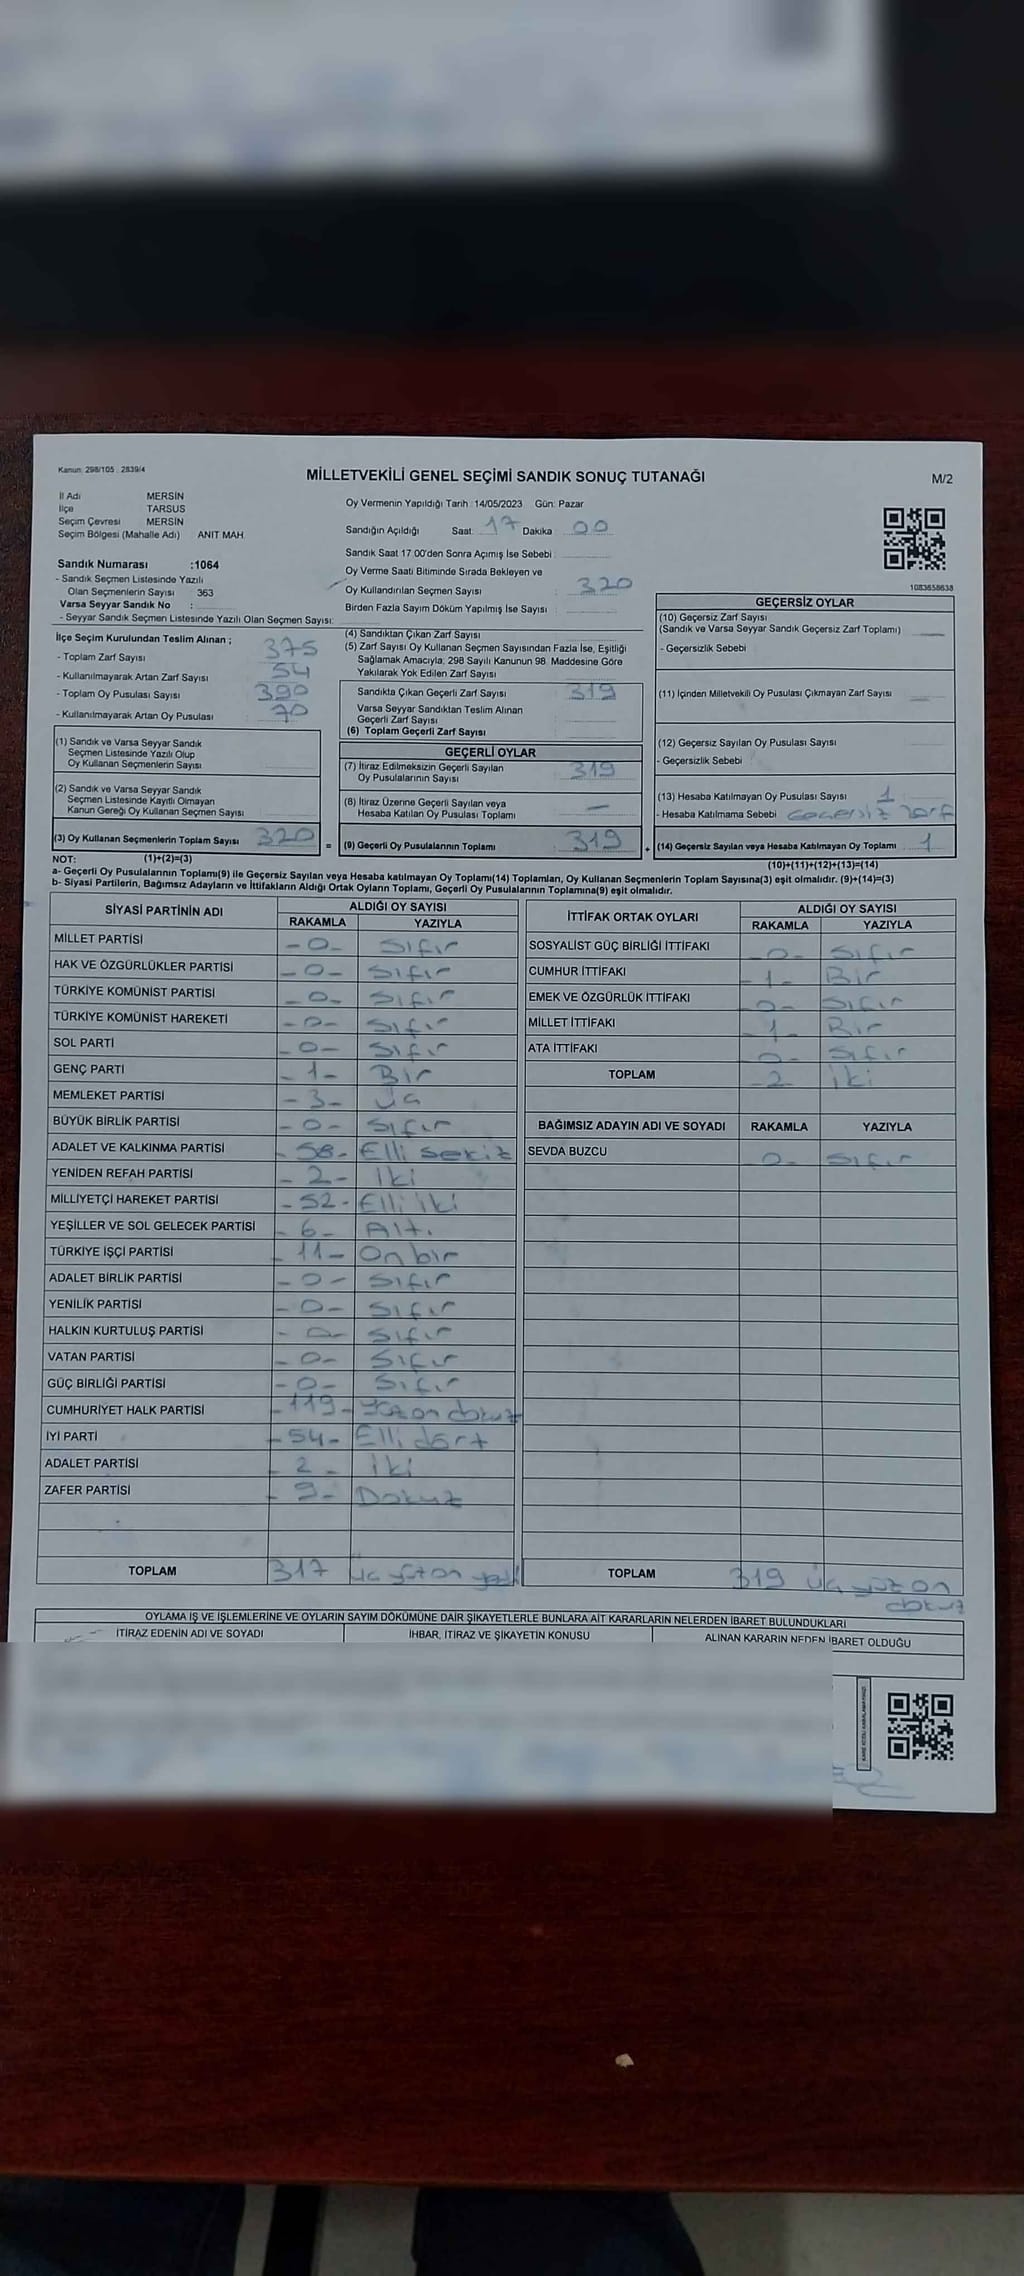 Kanun: 298/105 , 2839/4
MİLLETVEKİLİ GENEL SEÇİMİ SANDIK SONUÇ TUTANAĞI
M/2
İl Adı MERSİN
İlçe TARSUS
Seçim Çevresi MERSİN
Seçim Bölgesi (Mahalle Adı) ANIT MAH.
Sandık Numarası :1064
- Sandık Seçmen Listesinde Yazılı
Olan Seçmenlerin Sayısı 363
Varsa Seyyar Sandık No :
- Seyyar Sandık Seçmen Listesinde Yazılı Olan Seçmen Sayısı:
Oy Vermenin Yapıldığı Tarih :14/05/2023 Gün: Pazar
Sandığın Açıldığı Saat: 17 Dakika : 00
Sandık Saat 17.00'den Sonra Açımış İse Sebebi :
Oy Verme Saati Bitiminde Sırada Bekleyen ve
Oy Kullandırılan Seçmen Sayısı : 320
Birden Fazla Sayım Döküm Yapılmış İse Sayısı :
1083658638
İlçe Seçim Kurulundan Teslim Alınan ;
- Toplam Zarf Sayısı 375
- Kullanılmayarak Artan Zarf Sayısı 54
- Toplam Oy Pusulası Sayısı 390
- Kullanılmayarak Artan Oy Pusulası 70
(1) Sandık ve Varsa Seyyar Sandık
Seçmen Listesinde Yazılı Olup
Oy Kullanan Seçmenlerin Sayısı
(2) Sandık ve Varsa Seyyar Sandık
Seçmen Listesinde Kayıtlı Olmayan
Kanun Gereği Oy Kullanan Seçmen Sayısı
(3) Oy Kullanan Seçmenlerin Toplam Sayısı 320 =
(4) Sandıktan Çıkan Zarf Sayısı
(5) Zarf Sayısı Oy Kullanan Seçmen Sayısından Fazla İse, Eşitliği
Sağlamak Amacıyla; 298 Sayılı Kanunun 98. Maddesine Göre
Yakılarak Yok Edilen Zarf Sayısı
Sandıkta Çıkan Geçerli Zarf Sayısı 319
Varsa Seyyar Sandıktan Teslim Alınan
Geçerli Zarf Sayısı
(6) Toplam Geçerli Zarf Sayısı
GEÇERLİ OYLAR
(7) İtiraz Edilmeksizin Geçerli Sayılan
Oy Pusulalarının Sayısı 319
(8) İtiraz Üzerine Geçerli Sayılan veya
Hesaba Katılan Oy Pusulası Toplamı —
(9) Geçerli Oy Pusulalarının Toplamı 319 +
GEÇERSİZ OYLAR
(10) Geçersiz Zarf Sayısı
(Sandık ve Varsa Seyyar Sandık Geçersiz Zarf Toplamı) —
- Geçersizlik Sebebi
(11) İçinden Milletvekili Oy Pusulası Çıkmayan Zarf Sayısı
(12) Geçersiz Sayılan Oy Pusulası Sayısı
- Geçersizlik Sebebi
(13) Hesaba Katılmayan Oy Pusulası Sayısı 1
- Hesaba Katılmama Sebebi Geçersiz Zarf
(14) Geçersiz Sayılan veya Hesaba Katılmayan Oy Toplamı 1
NOT: (1)+(2)=(3) (10)+(11)+(12)+(13)=(14)
a- Geçerli Oy Pusulalarının Toplamı(9) ile Geçersiz Sayılan veya Hesaba katılmayan Oy Toplamı(14) Toplamları, Oy Kullanan Seçmenlerin Toplam Sayısına(3) eşit olmalıdır. (9)+(14)=(3)
b- Siyasi Partilerin, Bağımsız Adayların ve İttifakların Aldığı Ortak Oyların Toplamı, Geçerli Oy Pusulalarının Toplamına(9) eşit olmalıdır.
SİYASİ PARTİNİN ADI ALDIĞI OY SAYISI
RAKAMLA YAZIYLA
MİLLET PARTİSİ -0- Sıfır
HAK VE ÖZGÜRLÜKLER PARTİSİ -0- Sıfır
TÜRKİYE KOMÜNİST PARTİSİ -0- Sıfır
TÜRKİYE KOMÜNİST HAREKETİ -0- Sıfır
SOL PARTİ -0- Sıfır
GENÇ PARTİ -1- Bir
MEMLEKET PARTİSİ -3- Üç
BÜYÜK BİRLİK PARTİSİ -0- Sıfır
ADALET VE KALKINMA PARTİSİ -58- Elli sekiz
YENİDEN REFAH PARTİSİ -2- İki
MİLLİYETÇİ HAREKET PARTİSİ -52- Elli iki
YEŞİLLER VE SOL GELECEK PARTİSİ -6- Altı
TÜRKİYE İŞÇİ PARTİSİ -11- On bir
ADALET BİRLİK PARTİSİ -0- Sıfır
YENİLİK PARTİSİ -0- Sıfır
HALKIN KURTULUŞ PARTİSİ -0- Sıfır
VATAN PARTİSİ -0- Sıfır
GÜÇ BİRLİĞİ PARTİSİ -0- Sıfır
CUMHURİYET HALK PARTİSİ -119- Yüz on dokuz
İYİ PARTİ -54- Elli dört
ADALET PARTİSİ -2- İki
ZAFER PARTİSİ -9- Dokuz
TOPLAM 317 Üç yüz on yedi
İTTİFAK ORTAK OYLARI ALDIĞI OY SAYISI
RAKAMLA YAZIYLA
SOSYALİST GÜÇ BİRLİĞİ İTTİFAKI -0- Sıfır
CUMHUR İTTİFAKI -1- Bir
EMEK VE ÖZGÜRLÜK İTTİFAKI -0- Sıfır
MİLLET İTTİFAKI -1- Bir
ATA İTTİFAKI -0- Sıfır
TOPLAM -2- İki
BAĞIMSIZ ADAYIN ADI VE SOYADI RAKAMLA YAZIYLA
SEVDA BUZCU -0- Sıfır
TOPLAM 319 Üç yüz on
dokuz
OYLAMA İŞ VE İŞLEMLERİNE VE OYLARIN SAYIM DÖKÜMÜNE DAİR ŞİKAYETLERLE BUNLARA AİT KARARLARIN NELERDEN İBARET BULUNDUKLARI
İTİRAZ EDENİN ADI VE SOYADI İHBAR, İTİRAZ VE ŞİKAYETİN KONUSU ALINAN KARARIN NEDEN İBARET OLDUĞU